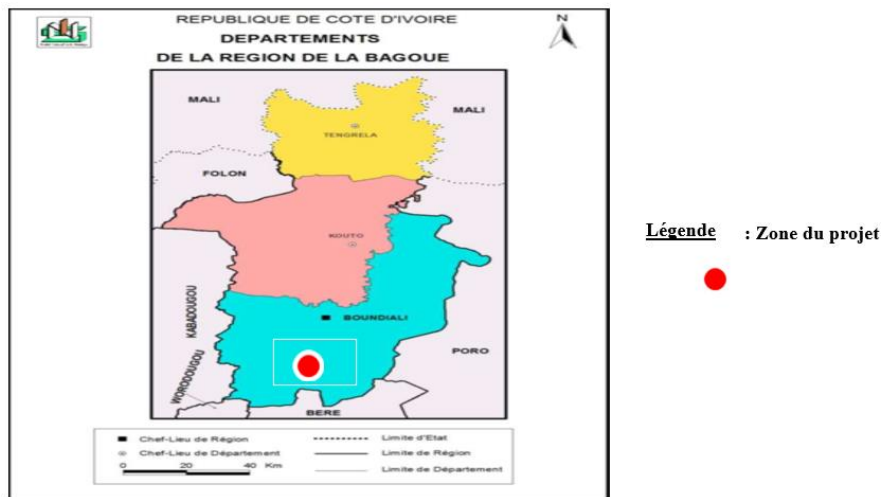 REPUBLIQUE DE COTE D'IVOIRE
DEPARTEMENTS
DE LA REGION DE LA BAGOUE
N
MALI
MALI
TENGRELA
FOLON
KOUTO
KABADOUGOU
BOUNDIALI
WORODOUGOU
PORO
BERE
Chef-Lieu de Région
Limite d'Etat
Chef-Lieu de Département
Limite de Région
0 20 40 Km
Limite de Département
Légende : Zone du projet